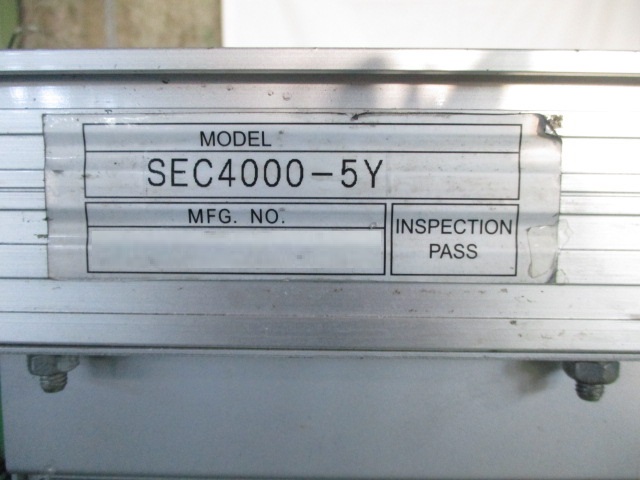 MODEL
SEC4000-5Y
MFG. NO.
INSPECTION
PASS